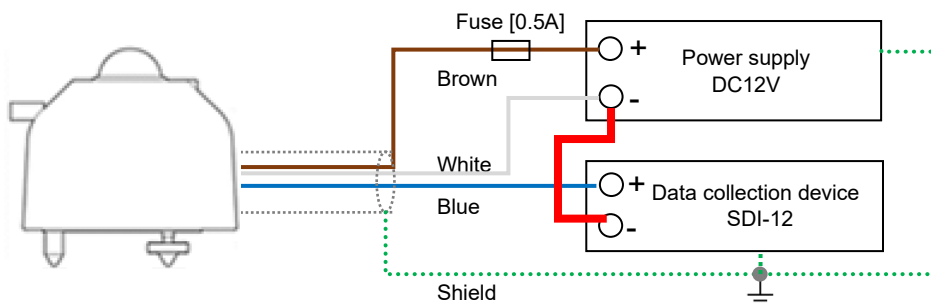 Fuse [0.5A]
+
Power supply
DC12V
Brown
-
White
+
Data collection device
SDI-12
Blue
-
Shield